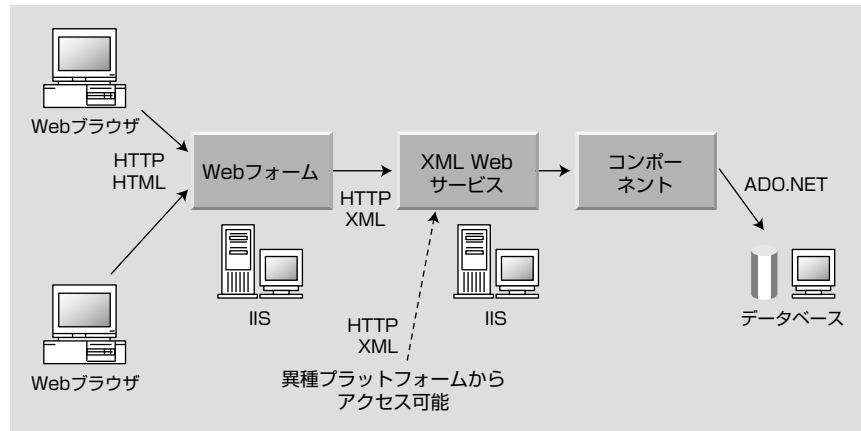 Webブラウザ
HTTP
HTML
Webブラウザ
Webフォーム
IIS
HTTP
XML
XML Web
サービス
IIS
HTTP
XML
異種プラットフォームから
アクセス可能
コンポー
ネント
ADO.NET
データベース